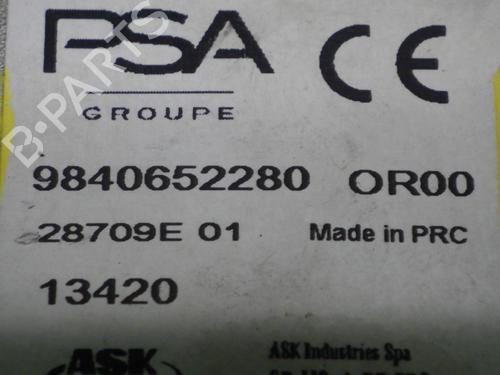 PSA CE
GROUPE
9840652280 OR00
28709E 01 Made in PRC
13420
ASK
ASK Industries Spa
B-PARTS